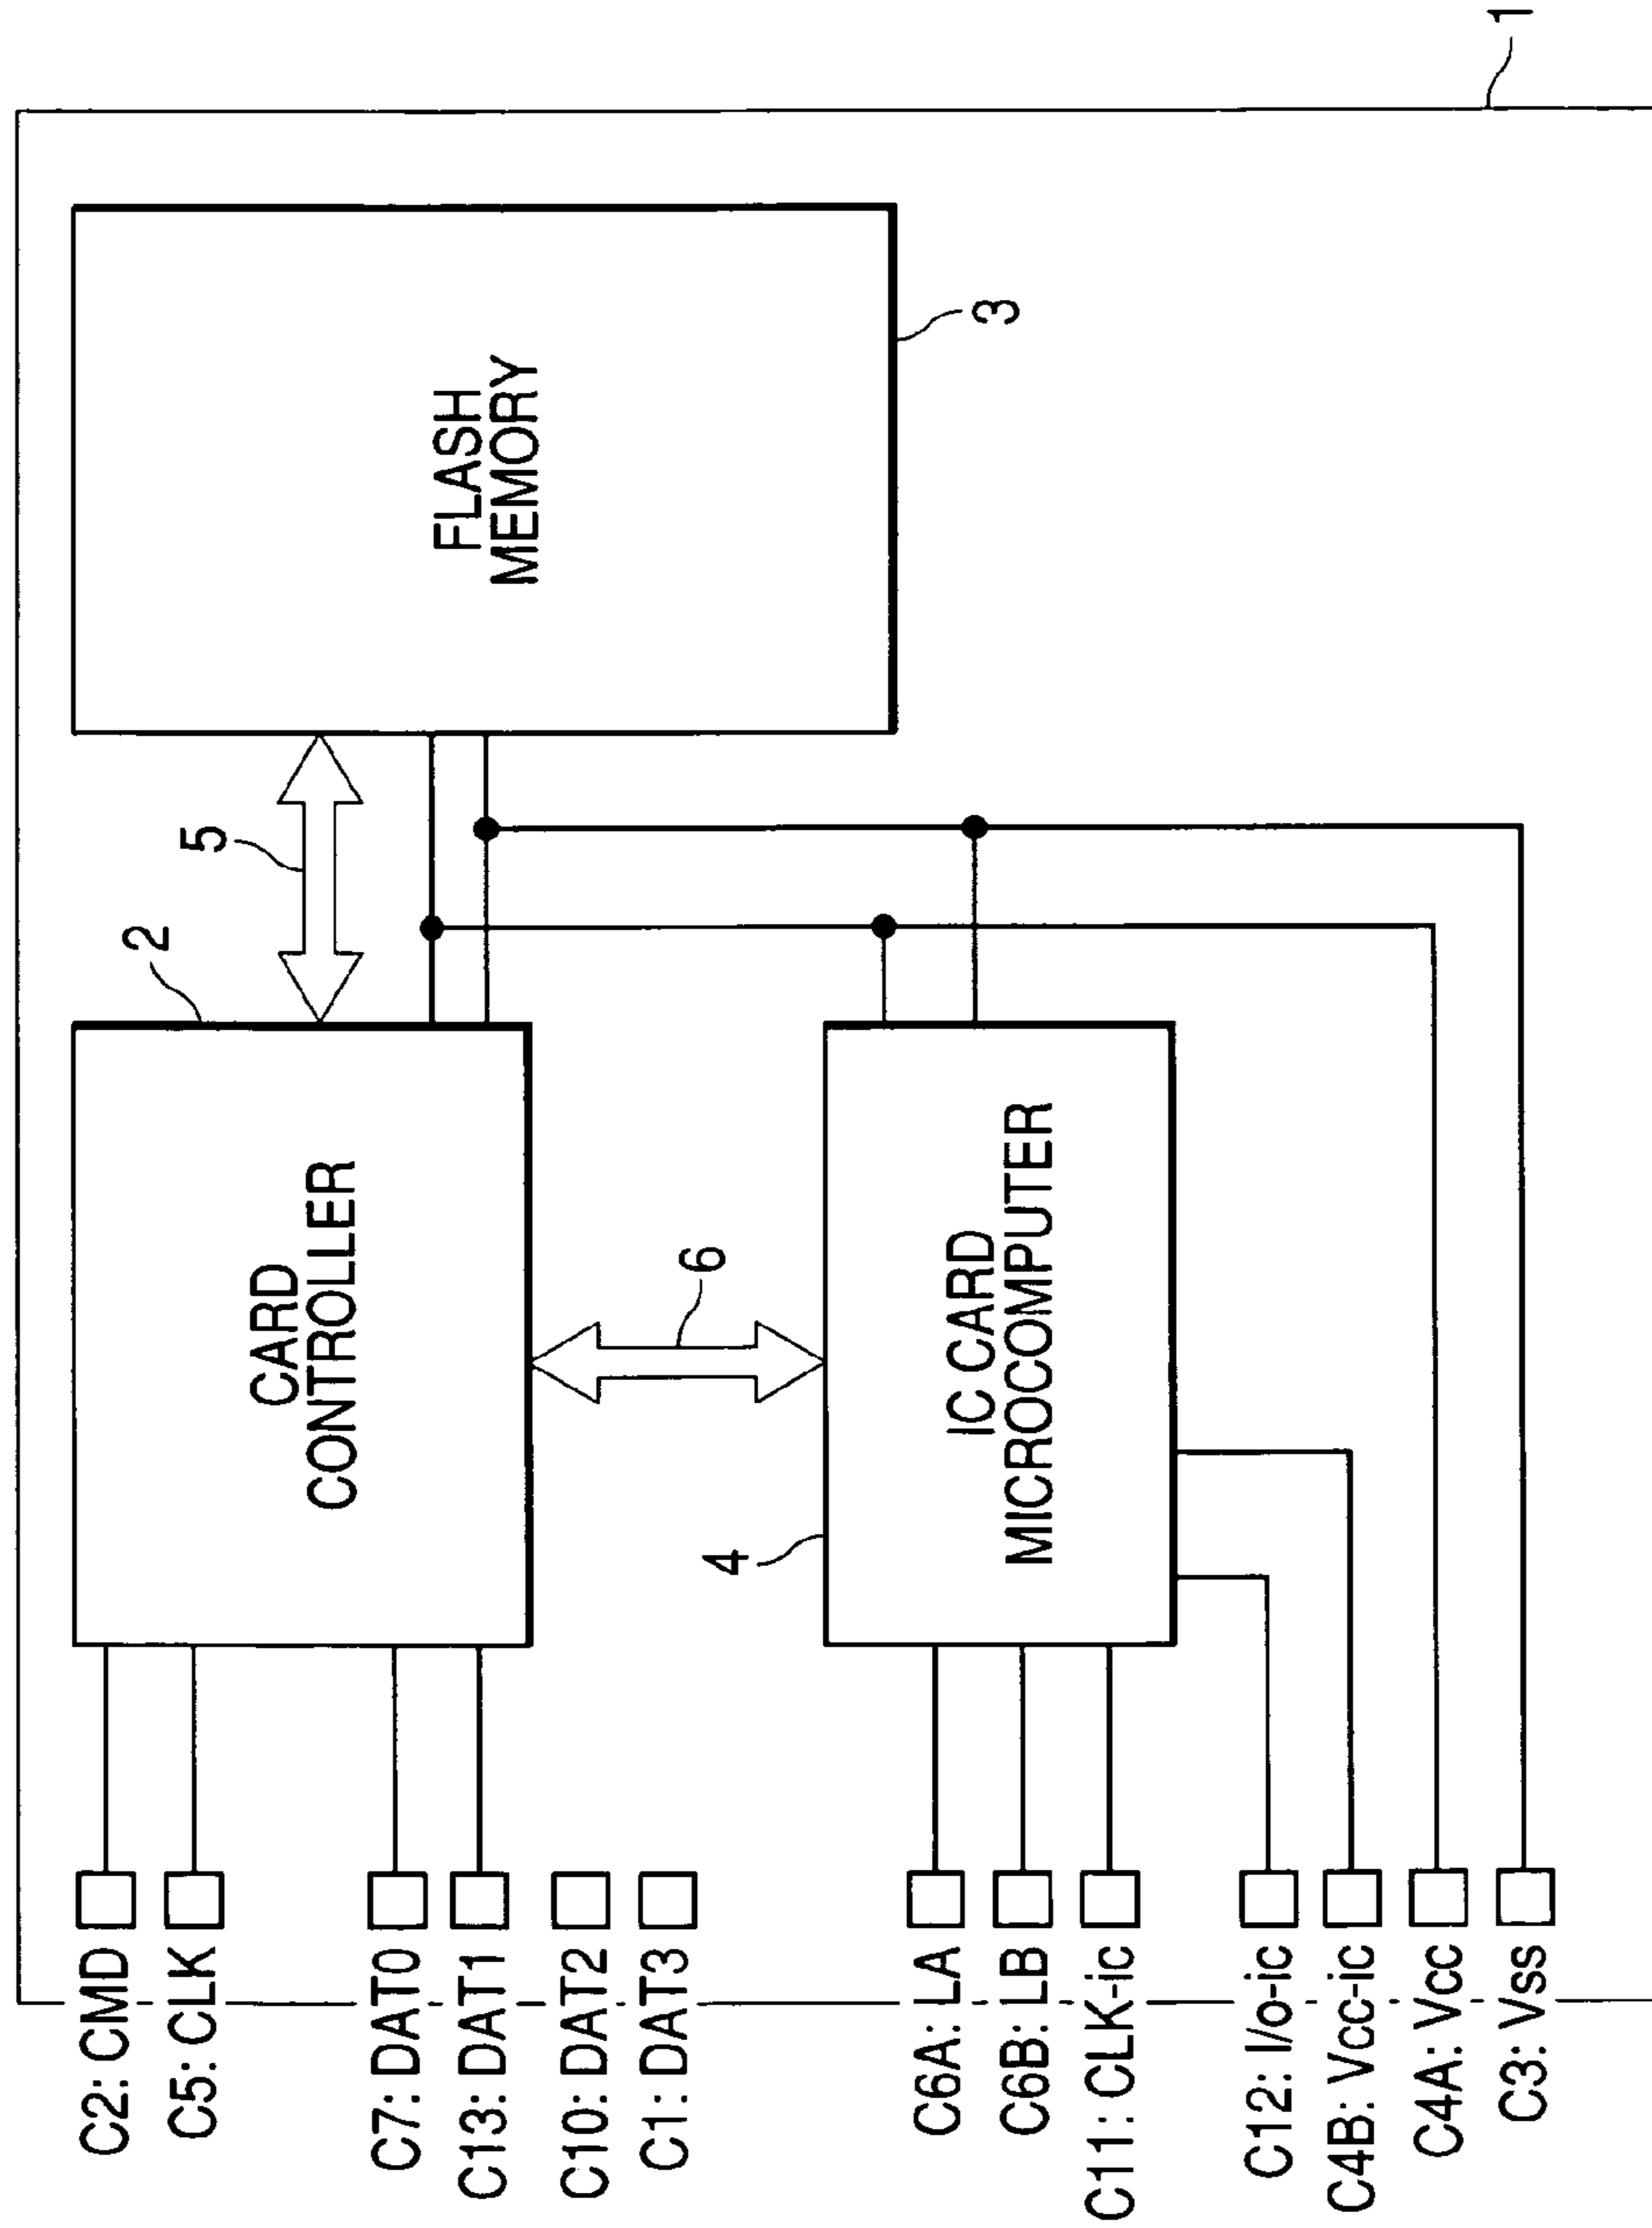 1
2
5
CARD
CONTROLLER
FLASH
MEMORY
3
6
4
IC CARD
MICROCOMPUTER
C2: CMD
C5: CLK
C7: DAT0
C13: DAT1
C10: DAT2
C1: DAT3
C6A: LA
C6B: LB
C11: CLK-ic
C12: I/o-ic
C4B: Vcc-ic
C4A: Vcc
C3: Vss